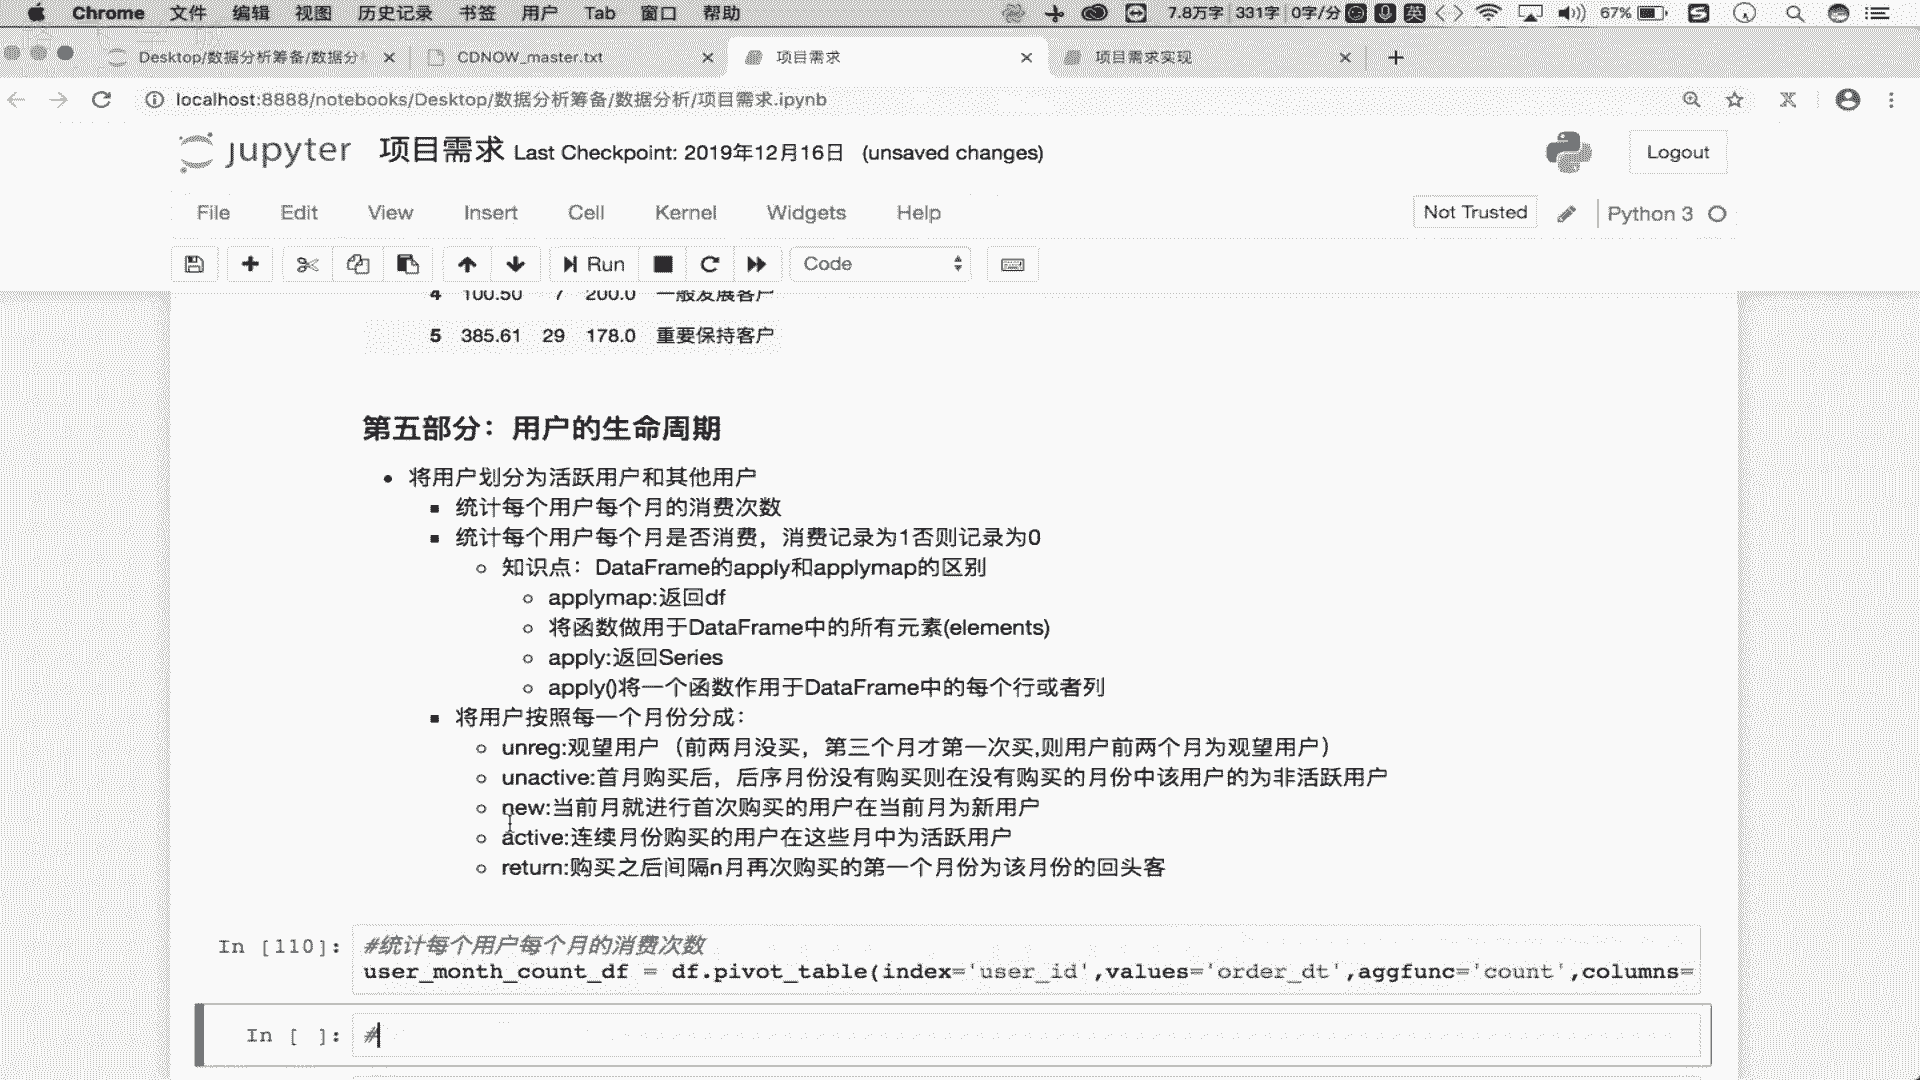 Chrome 文件 编辑 视图 历史记录 书签 用户 Tab 窗口 帮助 7.8万字 331字 0字/分 英 67%
Desktop/数据分析筹备/数据分 CDNOW_master.txt 项目需求 项目需求实现
localhost:8888/notebooks/Desktop/数据分析筹备/数据分析/项目需求.ipynb
jupyter 项目需求 Last Checkpoint: 2019年12月16日 (unsaved changes) Logout
File Edit View Insert Cell Kernel Widgets Help Not Trusted Python 3
Run Code
4 100.50 7 200.0 一般发展客户
5 385.61 29 178.0 重要保持客户
第五部分：用户的生命周期
将用户划分为活跃用户和其他用户
统计每个用户每个月的消费次数
统计每个用户每个月是否消费，消费记录为1否则记录为0
知识点：DataFrame的apply和applymap的区别
applymap:返回df
将函数做用于DataFrame中的所有元素(elements)
apply:返回Series
apply()将一个函数作用于DataFrame中的每个行或者列
将用户按照每一个月份分成：
unreg:观望用户（前两月没买，第三个月才第一次买,则用户前两个月为观望用户）
unactive:首月购买后，后序月份没有购买则在没有购买的月份中该用户的为非活跃用户
new:当前月就进行首次购买的用户在当前月为新用户
active:连续月份购买的用户在这些月中为活跃用户
return:购买之后间隔n月再次购买的第一个月份为该月份的回头客
In [110]: #统计每个用户每个月的消费次数
user_month_count_df = df.pivot_table(index='user_id',values='order_dt',aggfunc='count',columns=
In [ ]: #